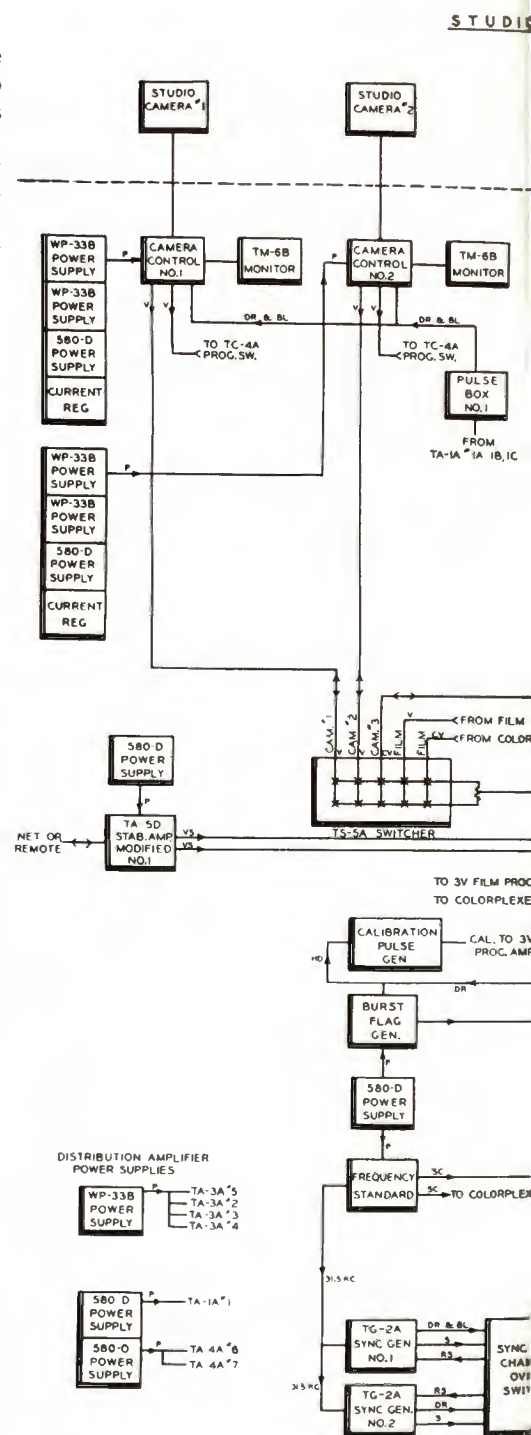 STUDIO
STUDIO
CAMERA #1
STUDIO
CAMERA #2
WP-33B
POWER
SUPPLY
WP-33B
POWER
SUPPLY
580-D
POWER
SUPPLY
CURRENT
REG
P
CAMERA
CONTROL
NO.1
TM-6B
MONITOR
P
CAMERA
CONTROL
NO.2
TM-6B
MONITOR
V
V
DR & BL
V
V
DR & BL
TO TC-4A
PROG.SW.
TO TC-4A
PROG.SW.
PULSE
BOX
NO.1
FROM
TA-1A #1A 1B, 1C
WP-33B
POWER
SUPPLY
WP-33B
POWER
SUPPLY
580-D
POWER
SUPPLY
CURRENT
REG
P
CAM. #1
CAM. #2
CAM. #3
FILM
FILM
V
V
CV
V
CV
FROM FILM
FROM COLOR
TS-5A SWITCHER
580-D
POWER
SUPPLY
P
NET OR
REMOTE
TA 5D
STAB. AMP.
MODIFIED
NO.1
VS
VS
TO 3V FILM PROC
TO COLORPLEXE
CALIBRATION
PULSE
GEN
CAL. TO 3V
PROC. AMP
HD
DR
BURST
FLAG
GEN.
P
580-D
POWER
SUPPLY
P
FREQUENCY
STANDARD
SC
SC
TO COLORPLEX
DISTRIBUTION AMPLIFIER
POWER SUPPLIES
WP-33B
POWER
SUPPLY
P
TA-3A #5
TA-3A #2
TA-3A #3
TA-3A #4
31.5 KC
580 D
POWER
SUPPLY
P
TA-1A #1
580-D
POWER
SUPPLY
P
TA 4A #6
TA 4A #7
31.5 KC
TG-2A
SYNC GEN
NO.1
DR & BL
S
RS
TG-2A
SYNC GEN.
NO.2
RS
DR
S
SYNC
CHAN
OVE
SWIT